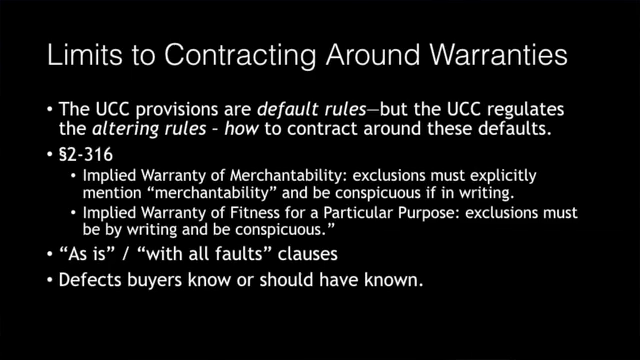 Limits to Contracting Around Warranties
• The UCC provisions are default rules—but the UCC regulates
the altering rules – how to contract around these defaults.
• §2-316
• Implied Warranty of Merchantability: exclusions must explicitly
mention “merchantability” and be conspicuous if in writing.
• Implied Warranty of Fitness for a Particular Purpose: exclusions must
be by writing and be conspicuous.”
• “As is” / “with all faults” clauses
• Defects buyers know or should have known.